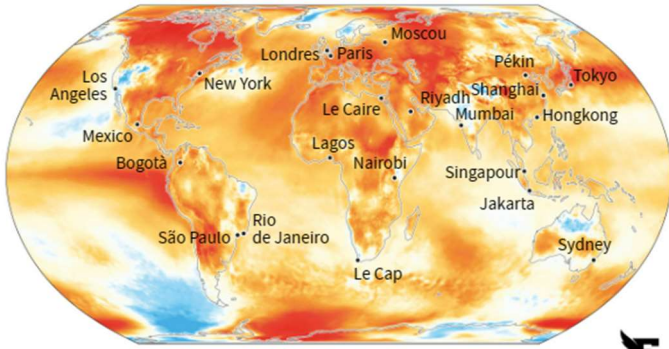 Moscou
Londres
Paris
Los
Angeles
New York
Pékin
Tokyo
Shanghai
Le Caire
Riyadh
Mumbai
Hongkong
Mexico
Lagos
Bogotà
Nairobi
Singapour
Jakarta
Rio
de Janeiro
São Paulo
Sydney
Le Cap